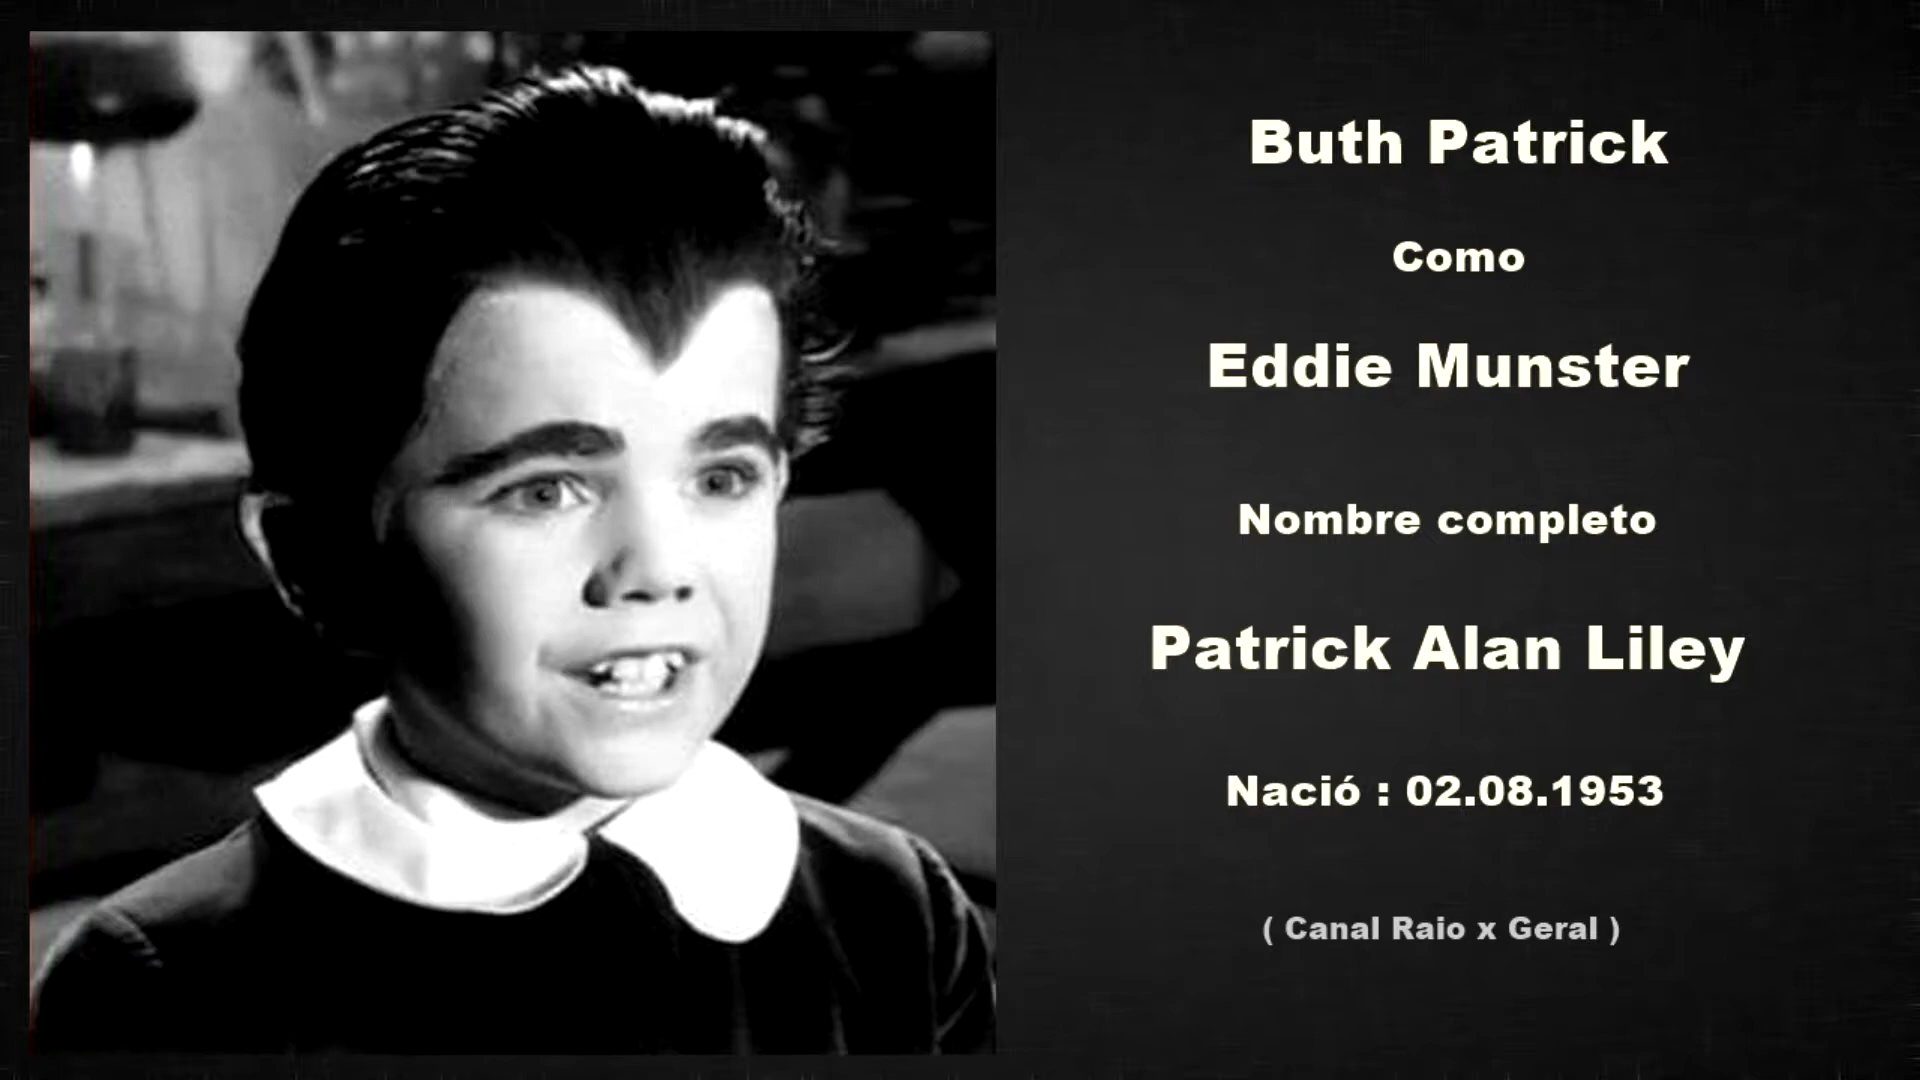 Buth Patrick
Como
Eddie Munster
Nombre completo
Patrick Alan Liley
Nació : 02.08.1953
( Canal Raio x Geral )